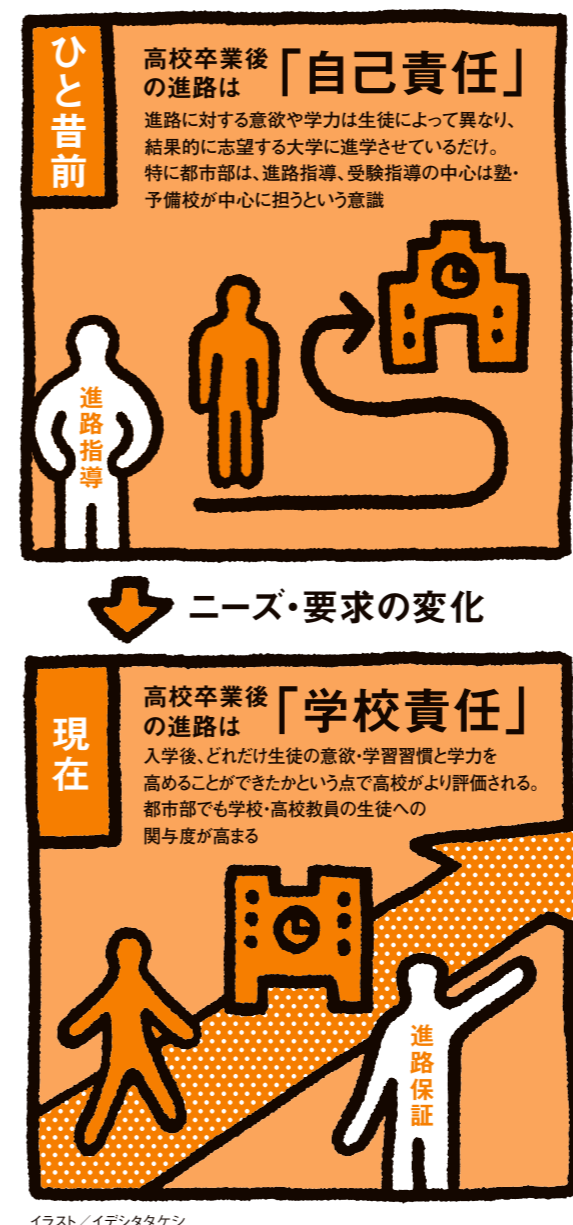 ひと昔前
高校卒業後
の進路は「自己責任」
進路に対する意欲や学力は生徒によって異なり、
結果的に志望する大学に進学させているだけ。
特に都市部は、進路指導、受験指導の中心は塾・
予備校が中心に担うという意識
進路指導
ニーズ・要求の変化
現在
高校卒業後
の進路は「学校責任」
入学後、どれだけ生徒の意欲・学習習慣と学力を
高めることができたかという点で高校がより評価される。
都市部でも学校・高校教員の生徒への
関与度が高まる
進路保証
イラスト/イデシタタケシ